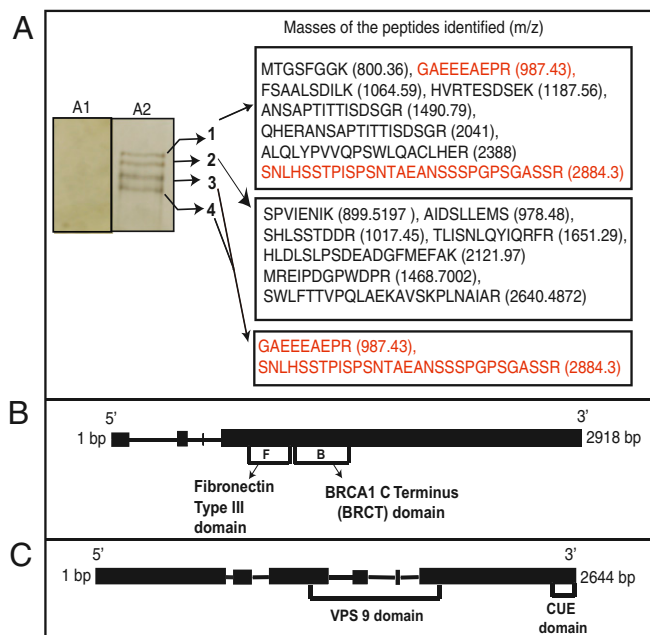 A
Masses of the peptides identified (m/z)
A1
A2
1
2
3
4
MTGSFGGK (800.36), GAEEEAEPR (987.43),
FSAALSDILK (1064.59), HVRTESDSEK (1187.56),
ANSAPTITTISDSGR (1490.79),
QHERANSAPTITTISDSGR (2041)
ALQLYPVVQPSWLQACLHER (2388)
SNLHSSTPISPSNTAEANSSSPGPSGASSR (2884.3)
SPVIENIK (899.5197 ), AIDSLLEMS (978.48),
SHLSSTDDR (1017.45), TLISNLQYIQRFR (1651.29),
HLDLSLPSDEADGFMEFAK (2121.97)
MREIPDGPWDPR (1468.7002),
SWLFTTVPQLAEKAVSKPLNAIAR (2640.4872)
GAEEEAEPR (987.43),
SNLHSSTPISPSNTAEANSSSPGPSGASSR (2884.3)
B
5’
3’
1 bp
2918 bp
F
B
Fibronectin
Type III
domain
BRCA1 C Terminus
(BRCT) domain
C
5’
3’
1 bp
2644 bp
VPS 9 domain
CUE
domain